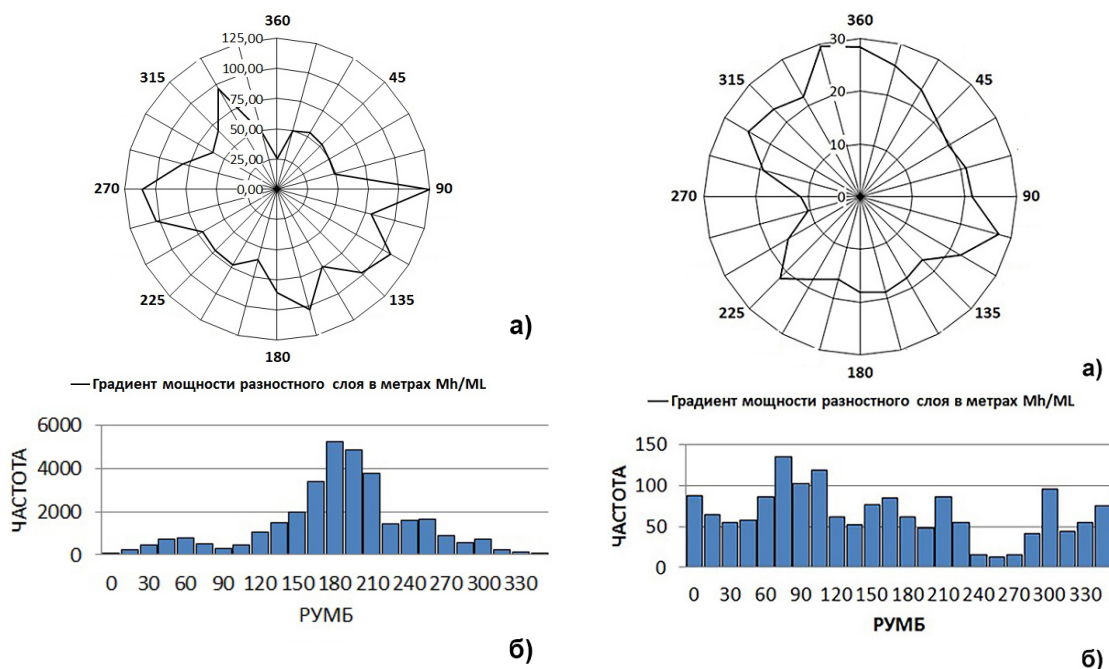 360
125,00
100,00
75,00
50,00
25,00
0,00
315
45
270
90
225
135
180
а)
Градиент мощности разностного слоя в метрах Mh/ML
ЧАСТОТА
6000
4000
2000
0
0 30 60 90 120 150 180 210 240 270 300 330
РУМБ
б)
360
30
20
10
0
315
45
270
90
225
135
180
а)
Градиент мощности разностного слоя в метрах Mh/ML
ЧАСТОТА
150
100
50
0
0 30 60 90 120 150 180 210 240 270 300 330
РУМБ
б)